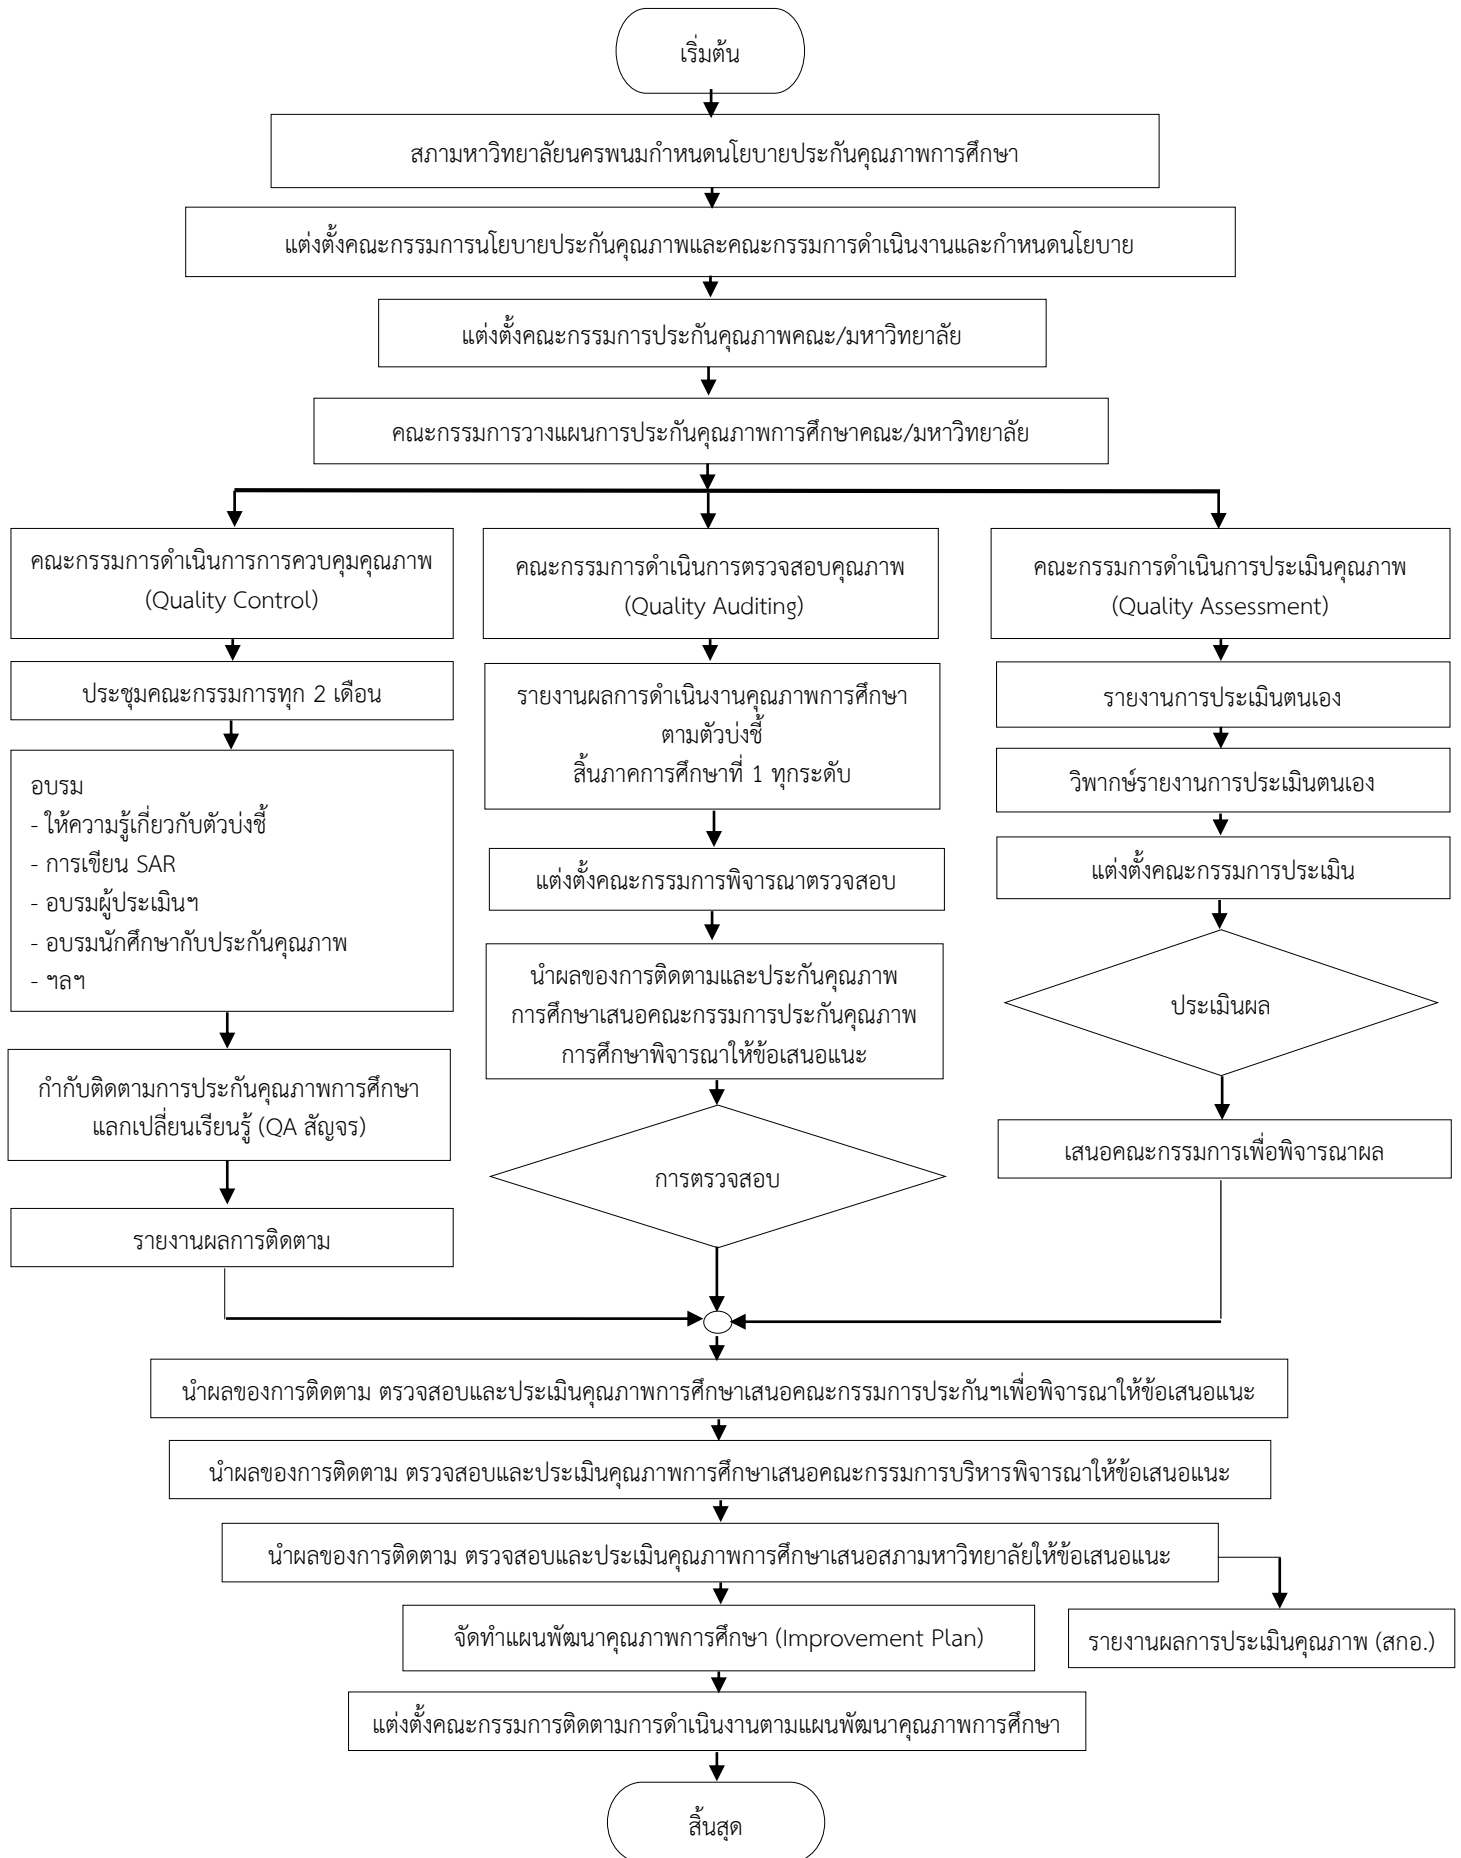 เริ่มต้น
สภามหาวิทยาลัยนครพนมกำหนดนโยบายประกันคุณภาพการศึกษา
แต่งตั้งคณะกรรมการนโยบายประกันคุณภาพและคณะกรรมการดำเนินงานและกำหนดนโยบาย
แต่งตั้งคณะกรรมการประกันคุณภาพคณะ/มหาวิทยาลัย
คณะกรรมการวางแผนการประกันคุณภาพการศึกษาคณะ/มหาวิทยาลัย
คณะกรรมการดำเนินการการควบคุมคุณภาพ
(Quality Control)
ประชุมคณะกรรมการทุก 2 เดือน
อบรม
- ให้ความรู้เกี่ยวกับตัวบ่งชี้
- การเขียน SAR
- อบรมผู้ประเมินฯ
- อบรมนักศึกษากับประกันคุณภาพ
- ฯลฯ
กำกับติดตามการประกันคุณภาพการศึกษา
แลกเปลี่ยนเรียนรู้ (QA สัญจร)
รายงานผลการติดตาม
คณะกรรมการดำเนินการตรวจสอบคุณภาพ
(Quality Auditing)
รายงานผลการดำเนินงานคุณภาพการศึกษา
ตามตัวบ่งชี้
สิ้นภาคการศึกษาที่ 1 ทุกระดับ
แต่งตั้งคณะกรรมการพิจารณาตรวจสอบ
นำผลของการติดตามและประกันคุณภาพ
การศึกษาเสนอคณะกรรมการประกันคุณภาพ
การศึกษาพิจารณาให้ข้อเสนอแนะ
การตรวจสอบ
คณะกรรมการดำเนินการประเมินคุณภาพ
(Quality Assessment)
รายงานการประเมินตนเอง
วิพากษ์รายงานการประเมินตนเอง
แต่งตั้งคณะกรรมการประเมิน
ประเมินผล
เสนอคณะกรรมการเพื่อพิจารณาผล
นำผลของการติดตาม ตรวจสอบและประเมินคุณภาพการศึกษาเสนอคณะกรรมการประกันฯเพื่อพิจารณาให้ข้อเสนอแนะ
นำผลของการติดตาม ตรวจสอบและประเมินคุณภาพการศึกษาเสนอคณะกรรมการบริหารพิจารณาให้ข้อเสนอแนะ
นำผลของการติดตาม ตรวจสอบและประเมินคุณภาพการศึกษาเสนอสภามหาวิทยาลัยให้ข้อเสนอแนะ
จัดทำแผนพัฒนาคุณภาพการศึกษา (Improvement Plan)
รายงานผลการประเมินคุณภาพ (สกอ.)
แต่งตั้งคณะกรรมการติดตามการดำเนินงานตามแผนพัฒนาคุณภาพการศึกษา
สิ้นสุด